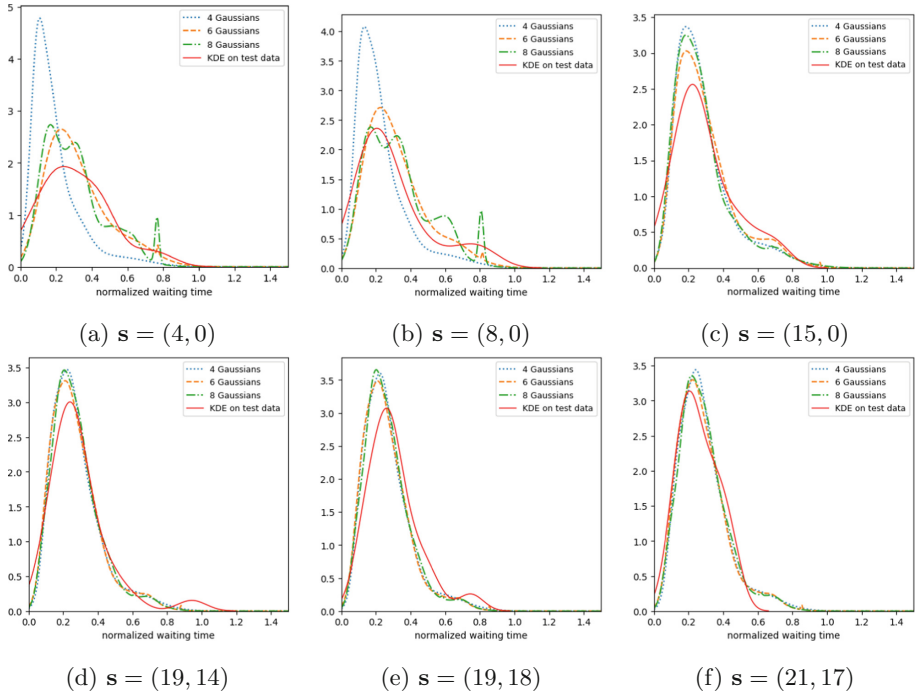 5
4
3
2
1
0
0.0 0.2 0.4 0.6 0.8 1.0 1.2 1.4
normalized waiting time
4 Gaussians
6 Gaussians
8 Gaussians
KDE on test data
(a) s = (4, 0)
4.0
3.5
3.0
2.5
2.0
1.5
1.0
0.5
0.0
0.0 0.2 0.4 0.6 0.8 1.0 1.2 1.4
normalized waiting time
4 Gaussians
6 Gaussians
8 Gaussians
KDE on test data
(b) s = (8, 0)
3.5
3.0
2.5
2.0
1.5
1.0
0.5
0.0
0.0 0.2 0.4 0.6 0.8 1.0 1.2 1.4
normalized waiting time
4 Gaussians
6 Gaussians
8 Gaussians
KDE on test data
(c) s = (15, 0)
3.5
3.0
2.5
2.0
1.5
1.0
0.5
0.0
0.0 0.2 0.4 0.6 0.8 1.0 1.2 1.4
normalized waiting time
4 Gaussians
6 Gaussians
8 Gaussians
KDE on test data
(d) s = (19, 14)
3.5
3.0
2.5
2.0
1.5
1.0
0.5
0.0
0.0 0.2 0.4 0.6 0.8 1.0 1.2 1.4
normalized waiting time
4 Gaussians
6 Gaussians
8 Gaussians
KDE on test data
(e) s = (19, 18)
3.5
3.0
2.5
2.0
1.5
1.0
0.5
0.0
0.0 0.2 0.4 0.6 0.8 1.0 1.2 1.4
normalized waiting time
4 Gaussians
6 Gaussians
8 Gaussians
KDE on test data
(f) s = (21, 17)